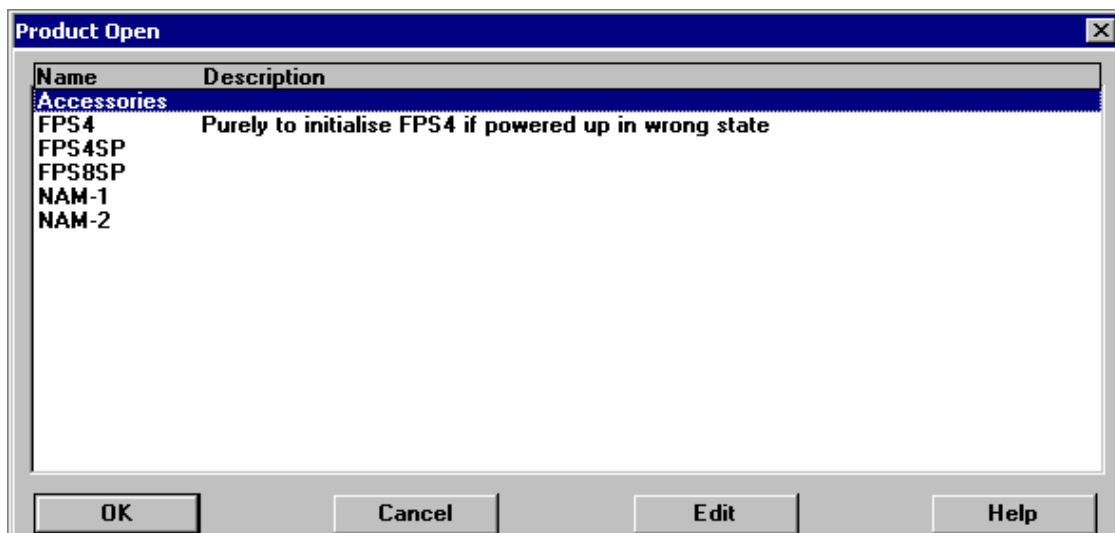 Product Open
Name Description
Accessories
FPS4 Purely to initialise FPS4 if powered up in wrong state
FPS4SP
FPS8SP
NAM-1
NAM-2
OK Cancel Edit Help